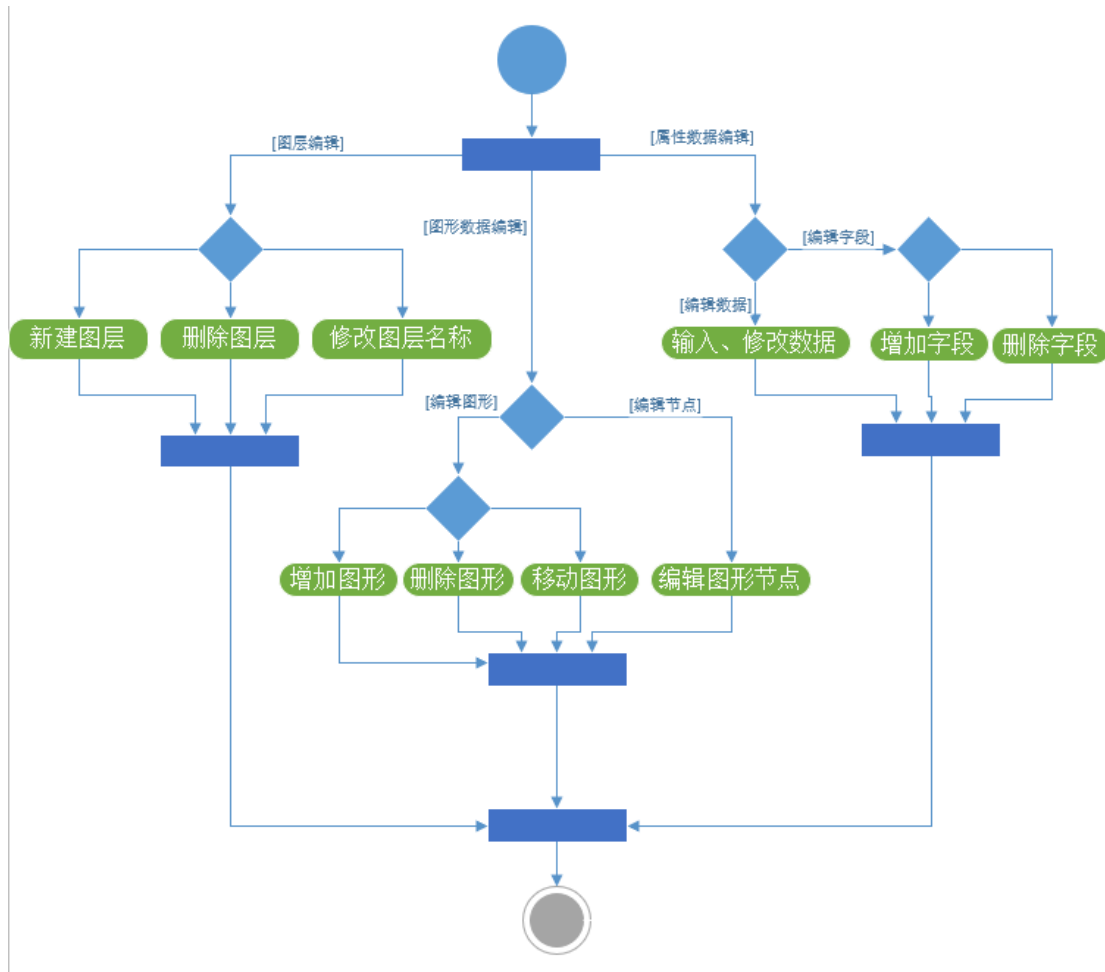 [图层编辑]
[属性数据编辑]
[图形数据编辑]
[编辑字段]
[编辑数据]
新建图层
删除图层
修改图层名称
输入、修改数据
增加字段
删除字段
[编辑图形]
[编辑节点]
增加图形
删除图形
移动图形
编辑图形节点